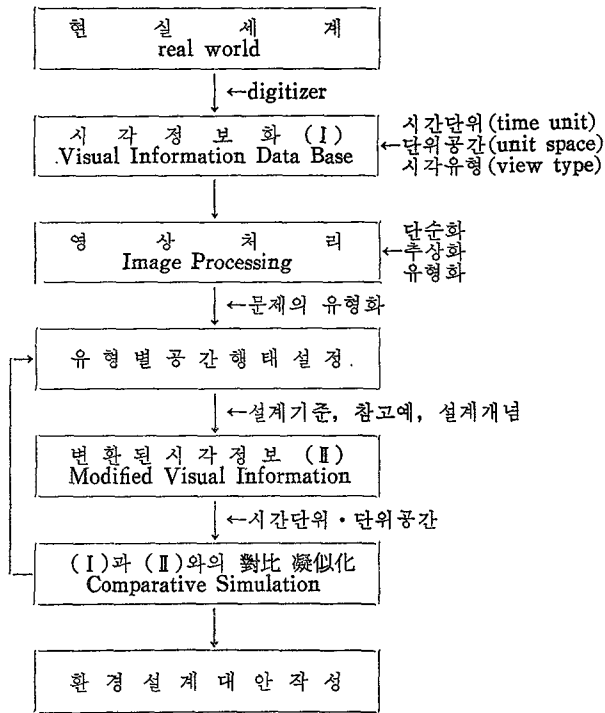 현 실 세 계
real world
←digitizer
시 각 정 보 화 (Ⅰ)
Visual Information Data Base
시간단위(time unit)
←단위공간(unit space)
시각유형(view type)
영 상 처 리
Image Processing
단순화
←추상화
유형화
←문제의 유형화
유 형 별 공 간 행 태 설 정
←설계기준, 참고예, 설계개념
변 환 된 시 각 정 보 (Ⅱ)
Modified Visual Information
←시간단위・단위공간
(Ⅰ)과 (Ⅱ)와의 對比 凝似化
Comparative Simulation
환 경 설 계 대 안 작 성